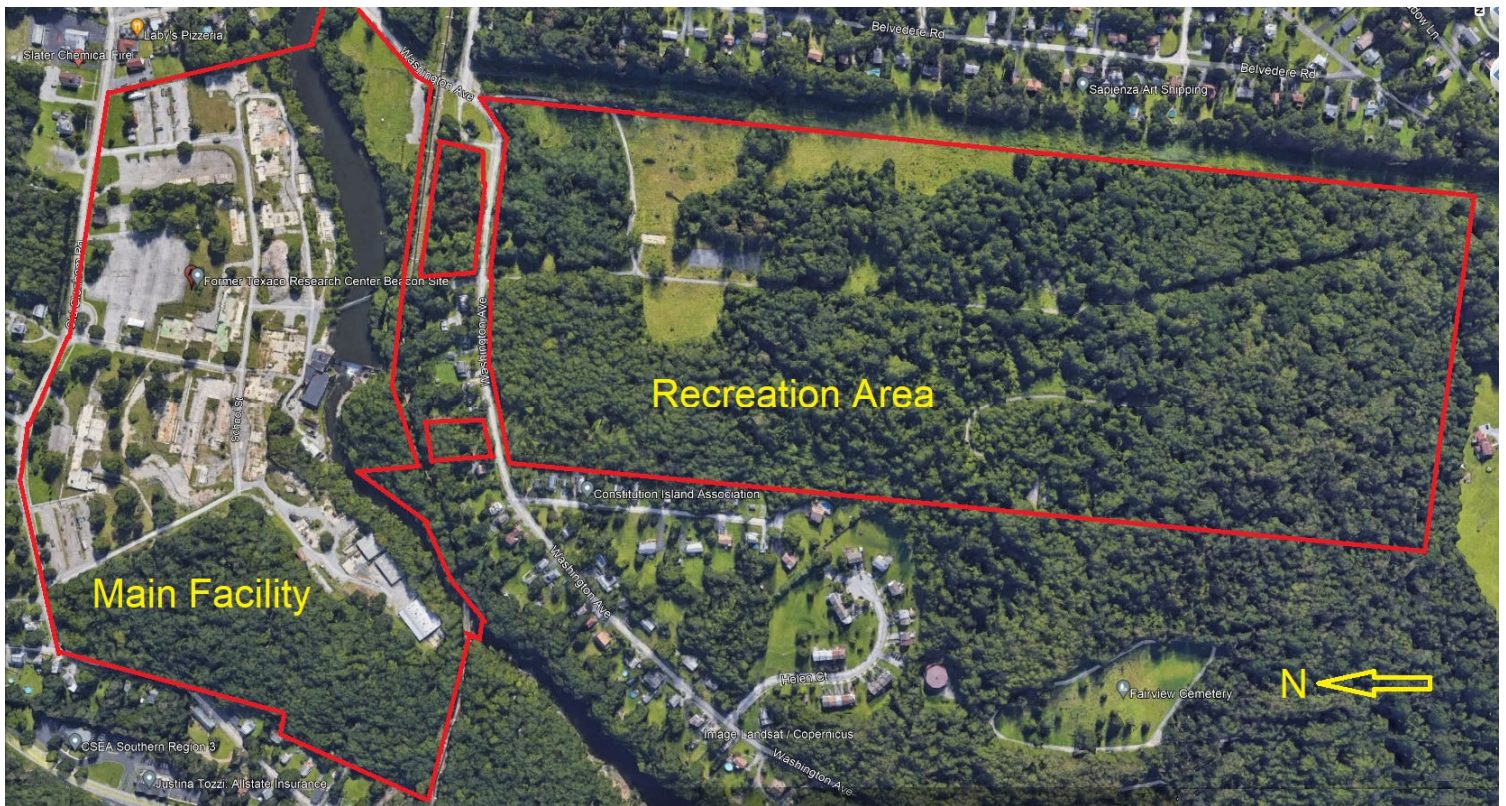 Laby's Pizzeria
Slater Chemical Fire
Belvedere Rd
Belvedere Rd
Washington Ave
Sapienza Art Shipping
Former Texaco Research Center Beacon Site
Washington Ave
Recreation Area
School St
Constitution Island Association
Washington Ave
Main Facility
Helen Ct
N
Fairview Cemetery
Image Landsat / Copernicus
CSEA Southern Region 3
Washington Ave
Justina Tozzi: Allstate Insurance